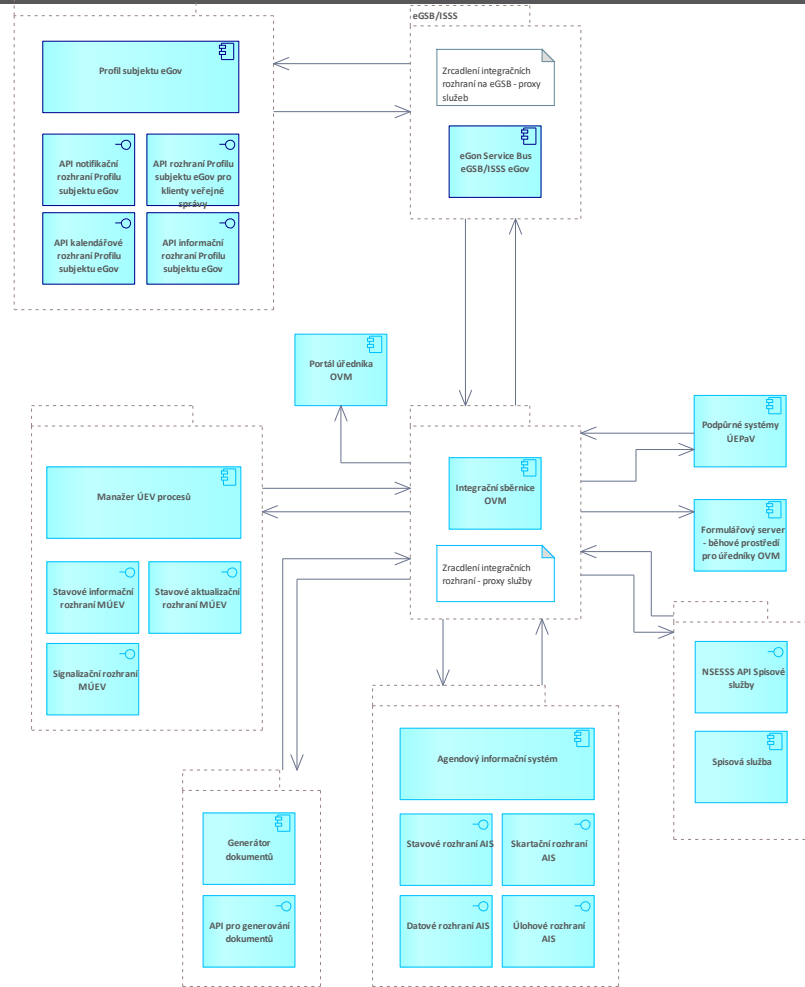 eGSB/ISSS
Profil subjektu eGov
Zrcadlení integračních
rozhraní na eGSB - proxy
služeb
API notifikační
rozhraní Profilu
subjektu eGov
API rozhraní Profilu
subjektu eGov pro
klienty veřejné
správy
eGon Service Bus
eGSB/ISSS eGov
API kalendářové
rozhraní Profilu
subjektu eGov
API informační
rozhraní Profilu
subjektu eGov
Portál úředníka
OVM
Podpůrné systémy
ÚEPaV
Manažer ÚEV procesů
Integrační sběrnice
OVM
Formulářový server
- běhové prostředí
pro úředníky OVM
Zracdlení integračních
rozhraní - proxy služby
Stavové informační
rozhraní MÚEV
Stavové aktualizační
rozhraní MÚEV
Signalizační rozhraní
MÚEV
NSESSS API Spisové
služby
Spisová služba
Agendový informační systém
Generátor
dokumentů
API pro generování
dokumentů
Stavové rozhraní AIS
Skartační rozhraní
AIS
Datové rozhraní AIS
Úlohové rozhraní
AIS